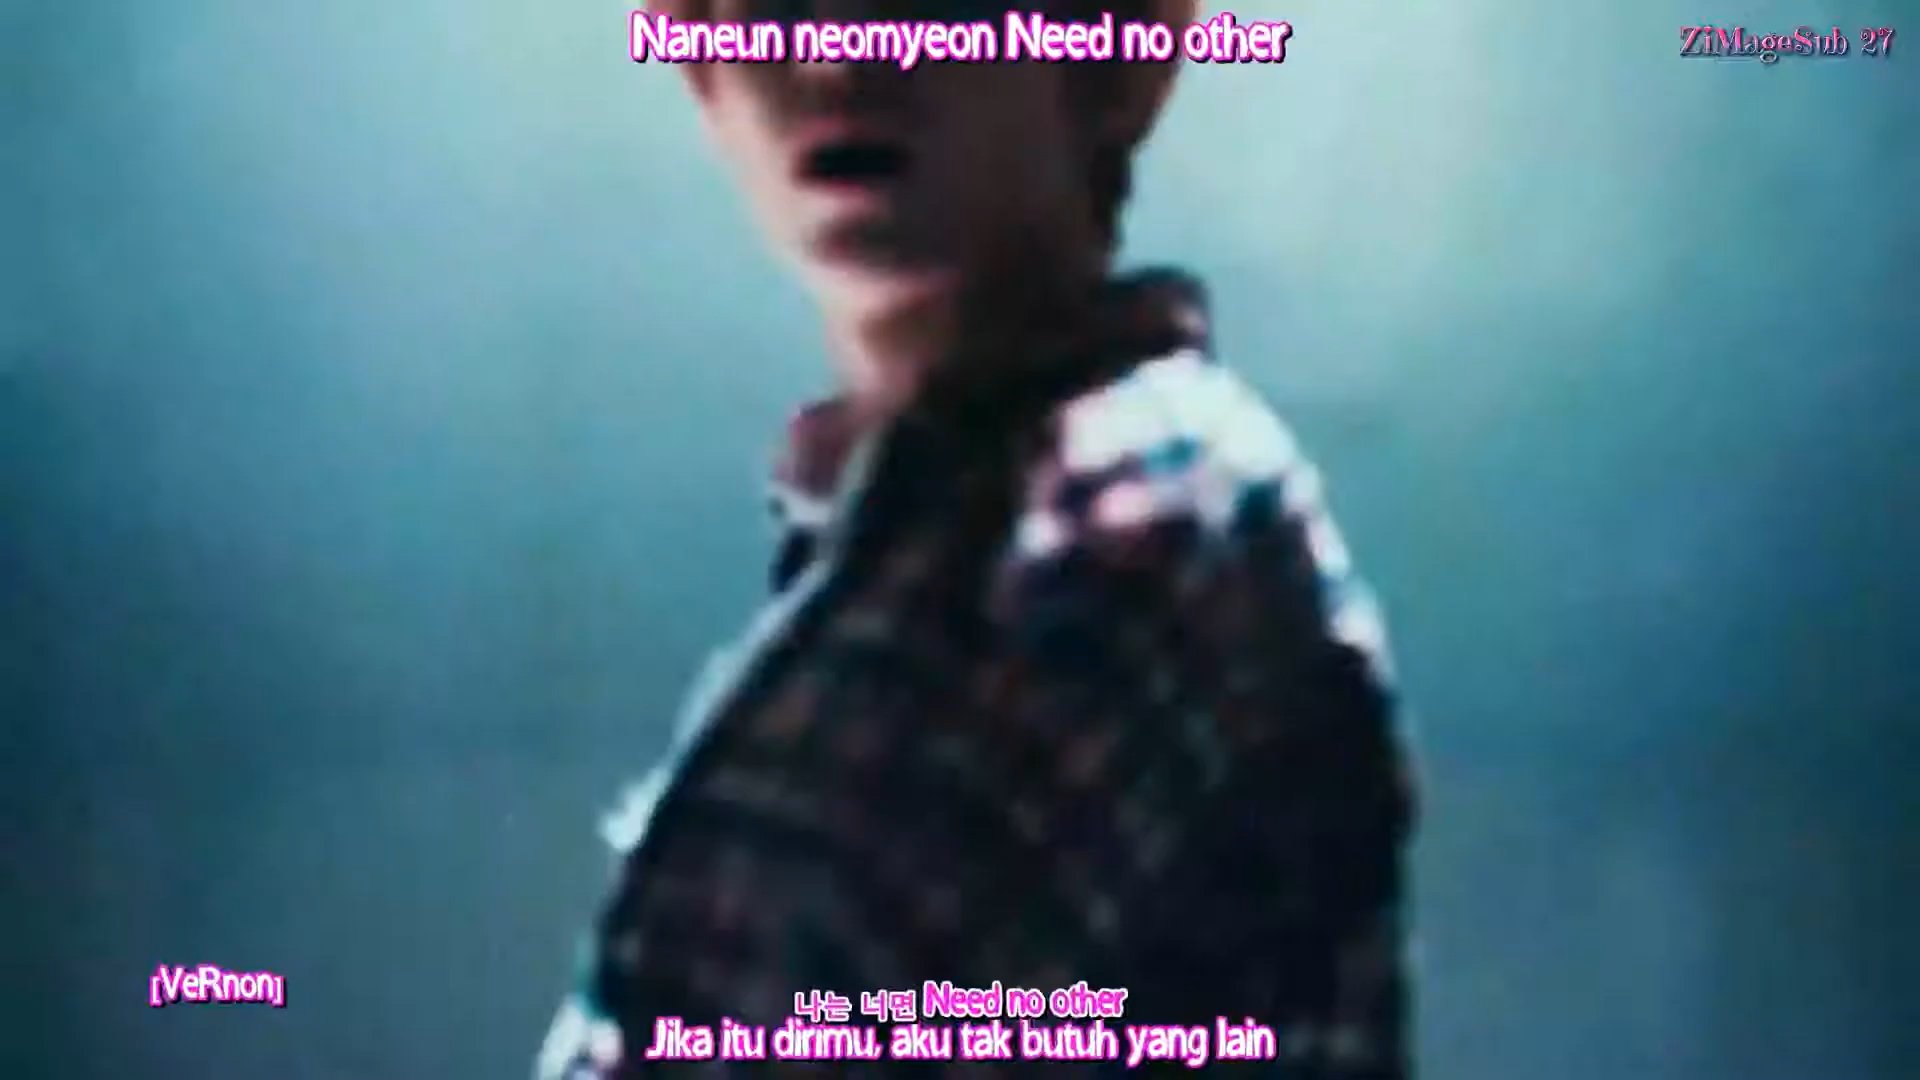 Naneun neomyeon Need no other
ZiMageSub 27
[VeRnon]
나는 너면 Need no other
Jika itu dirimu, aku tak butuh yang lain